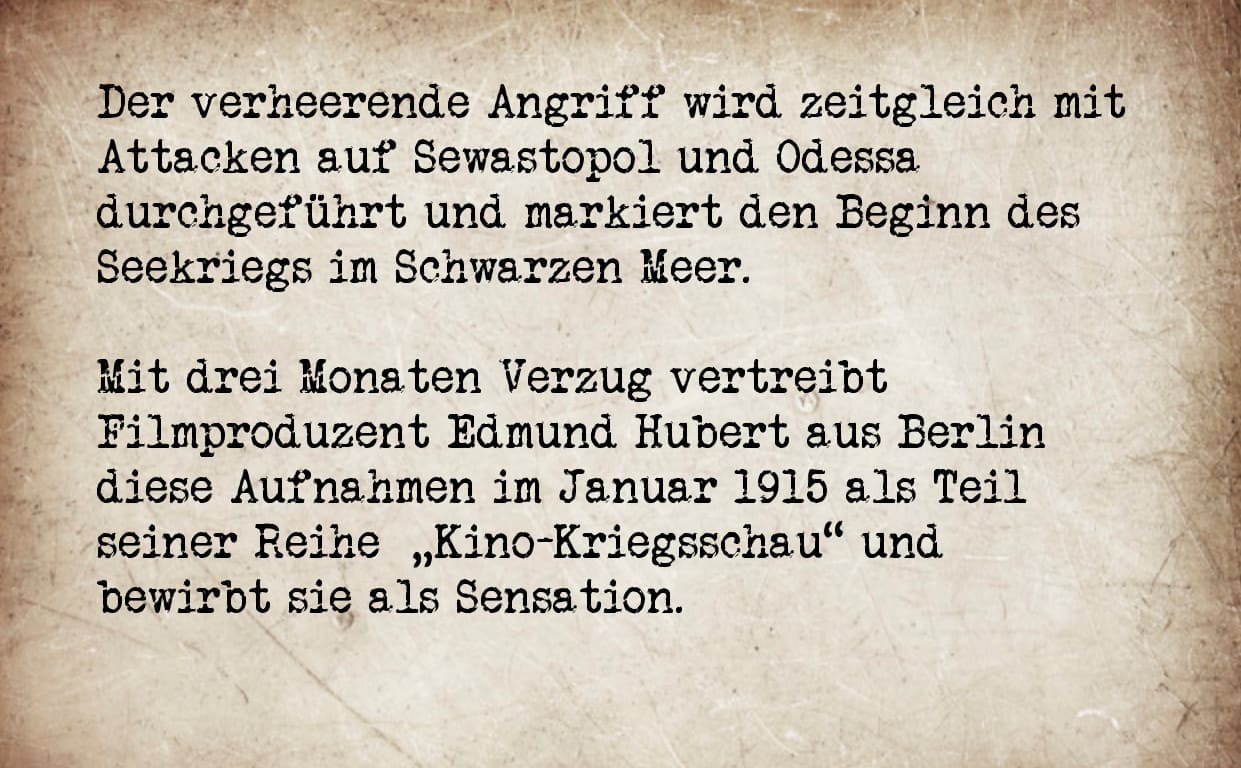 Der verheerende Angriff wird zeitgleich mit
Attacken auf Sewastopol und Odessa
durchgeführt und markiert den Beginn des
Seekriegs im Schwarzen Meer.
Mit drei Monaten Verzug vertreibt
Filmproduzent Edmund Hubert aus Berlin
diese Aufnahmen im Januar 1915 als Teil
seiner Reihe „Kino-Kriegsschau“ und
bewirbt sie als Sensation.